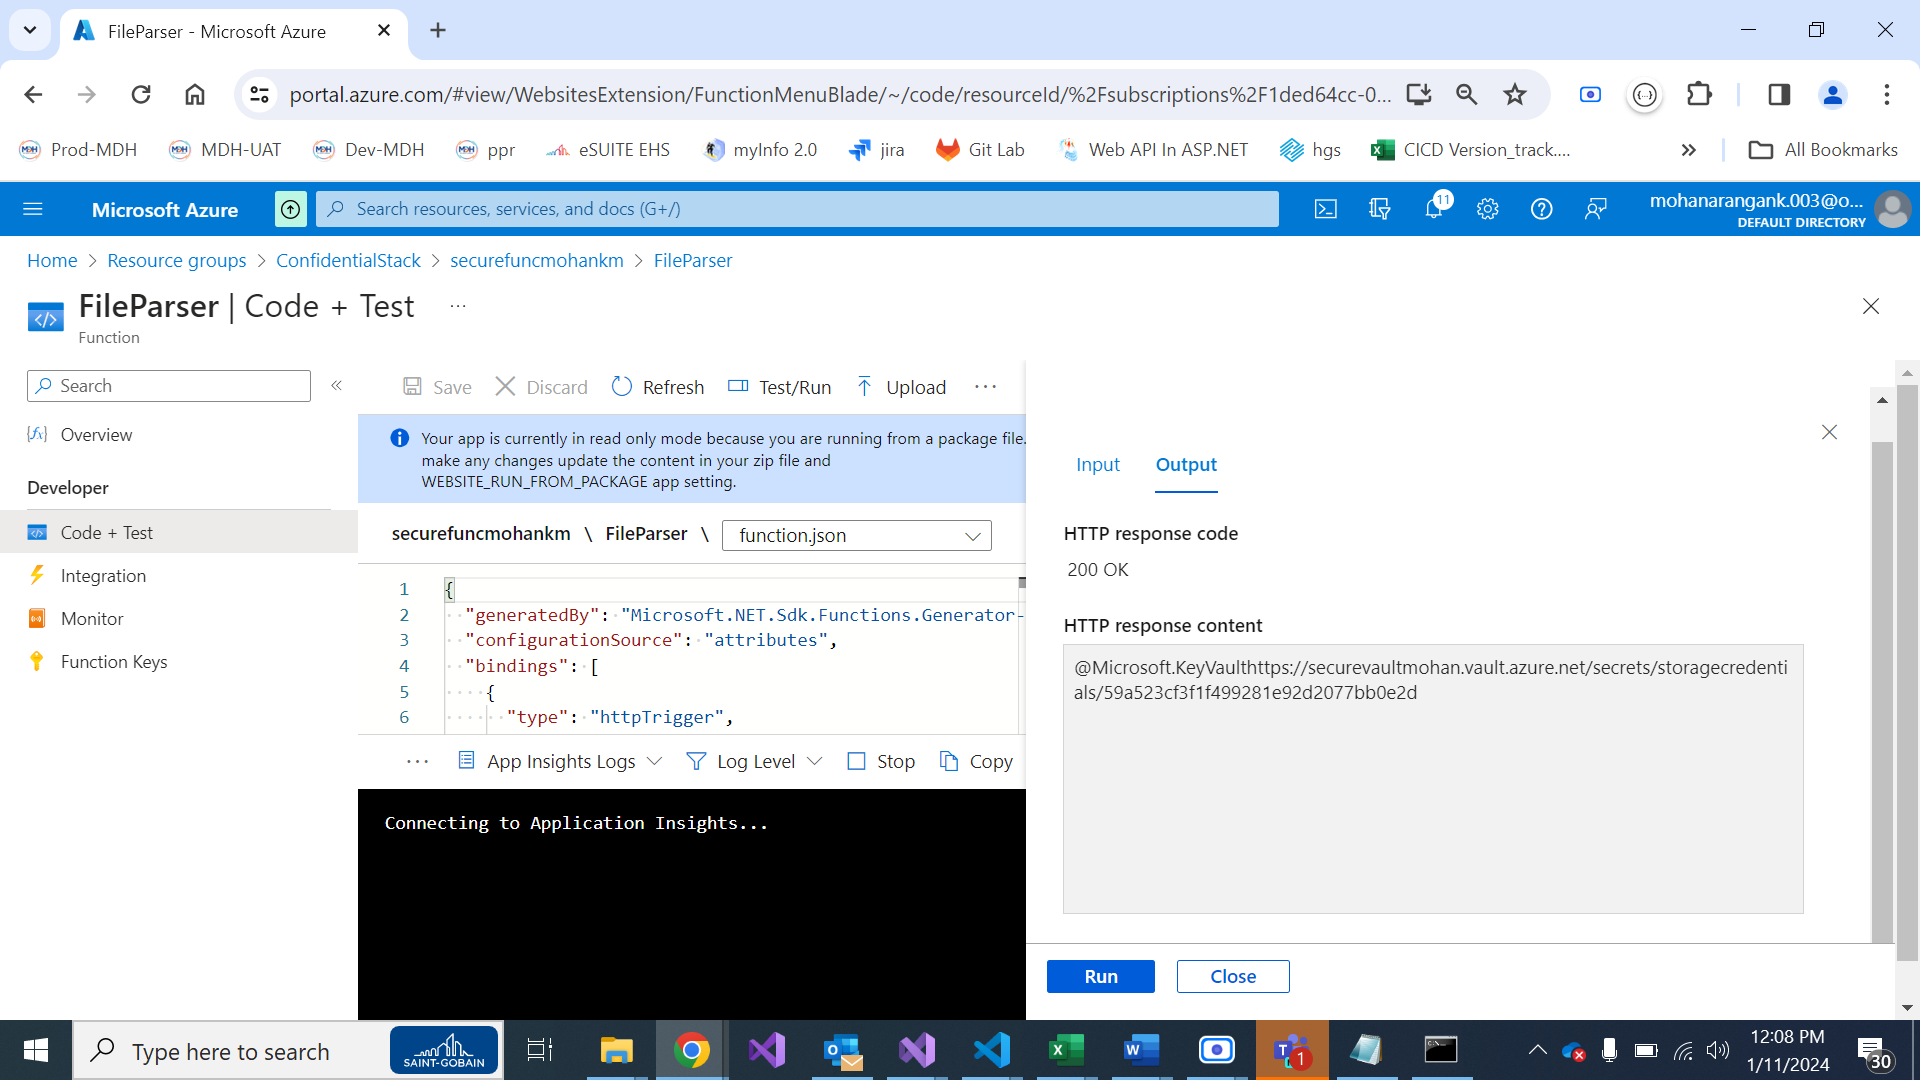 FileParser - Microsoft Azure
portal.azure.com/#view/WebsitesExtension/FunctionMenuBlade/~/code/resourceId/%2Fsubscriptions%2F1ded64cc-0...
Prod-MDH MDH-UAT Dev-MDH ppr eSUITE EHS myInfo 2.0 jira Git Lab Web API In ASP.NET hgs CICD Version_track.... » All Bookmarks
Microsoft Azure Search resources, services, and docs (G+/) 11 mohanarangank.003@o...
DEFAULT DIRECTORY
Home > Resource groups > ConfidentialStack > securefuncmohankm > FileParser
FileParser | Code + Test ...
Function
Search «
Save Discard Refresh Test/Run Upload ...
Overview
Developer
Code + Test
Integration
Monitor
Function Keys
Your app is currently in read only mode because you are running from a package file.
make any changes update the content in your zip file and
WEBSITE_RUN_FROM_PACKAGE app setting.
securefuncmohankm \ FileParser \ function.json
1 {
2 "generatedBy": "Microsoft.NET.Sdk.Functions.Generator-
3 "configurationSource": "attributes",
4 "bindings": [
5 {
6 "type": "httpTrigger",
... App Insights Logs Log Level Stop Copy
Connecting to Application Insights...
Input Output
HTTP response code
200 OK
HTTP response content
@Microsoft.KeyVaulthttps://securevaultmohan.vault.azure.net/secrets/storagecredenti
als/59a523cf3f1f499281e92d2077bb0e2d
Run Close
Type here to search
SAINT-GOBAIN
1
12:08 PM
1/11/2024
30